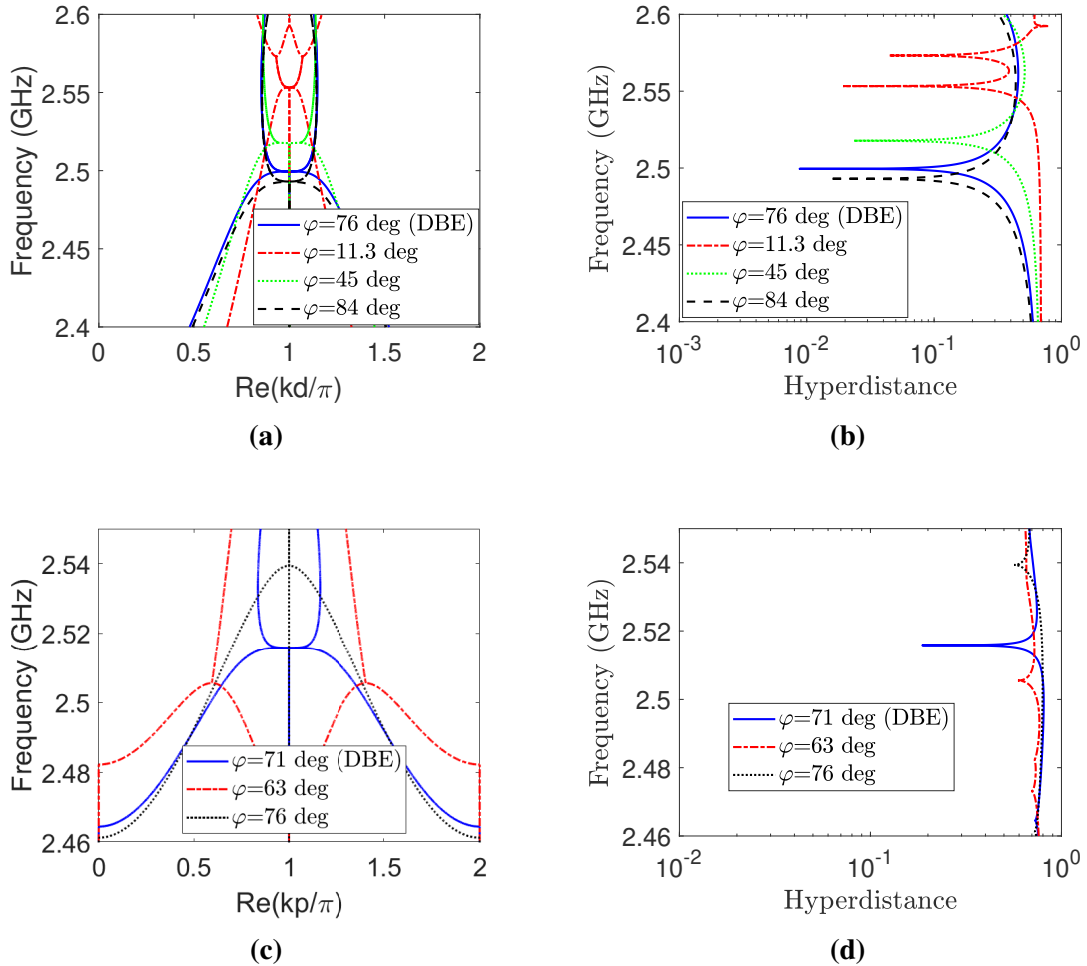 2.6
2.55
2.5
2.45
2.4
Frequency (GHz)
φ=76 deg (DBE)
φ=11.3 deg
φ=45 deg
φ=84 deg
0 0.5 1 1.5 2
Re(kd/π)
(a)
2.6
2.55
2.5
2.45
2.4
Frequency (GHz)
φ=76 deg (DBE)
φ=11.3 deg
φ=45 deg
φ=84 deg
10-3 10-2 10-1 100
Hyperdistance
(b)
2.54
2.52
2.5
2.48
2.46
Frequency (GHz)
φ=71 deg (DBE)
φ=63 deg
φ=76 deg
0 0.5 1 1.5 2
Re(kp/π)
(c)
2.54
2.52
2.5
2.48
2.46
Frequency (GHz)
φ=71 deg (DBE)
φ=63 deg
φ=76 deg
10-2 10-1 100
Hyperdistance
(d)